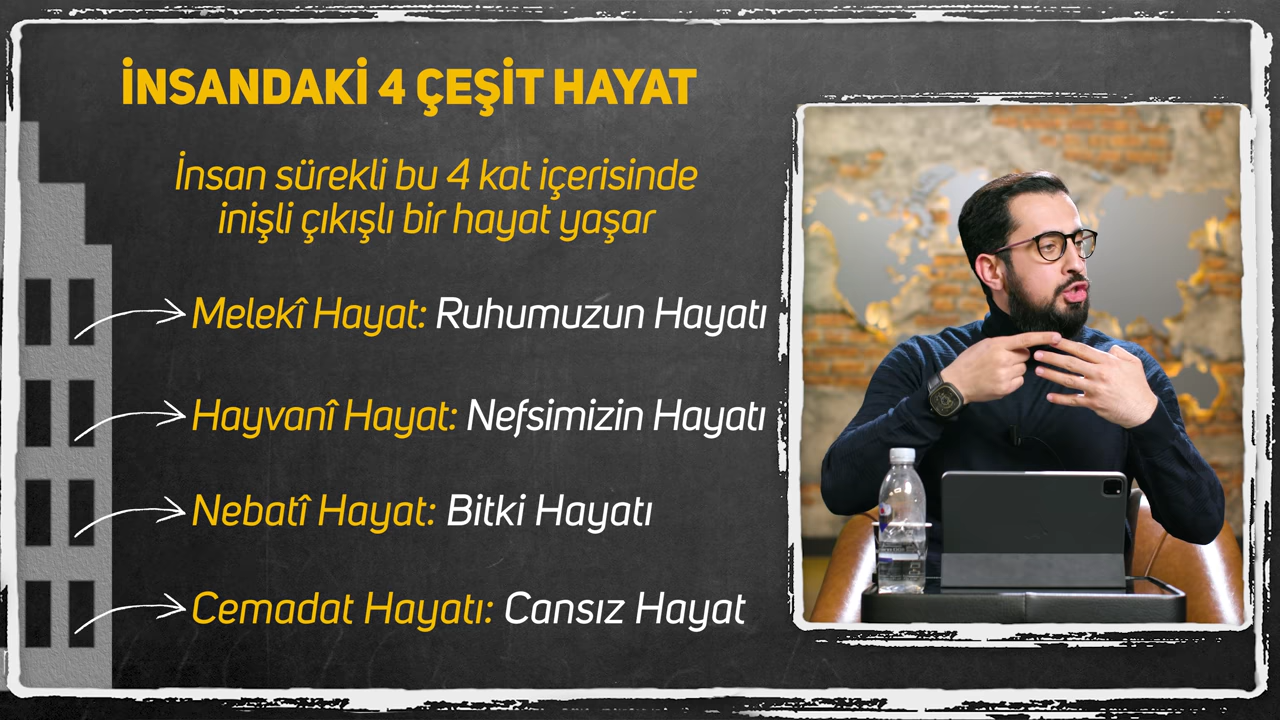 İNSANDAKİ 4 ÇEŞİT HAYAT
İnsan sürekli bu 4 kat içerisinde
inişli çıkışlı bir hayat yaşar
Melekî Hayat: Ruhumuzun Hayatı
Hayvanî Hayat: Nefsimizin Hayatı
Nebatî Hayat: Bitki Hayatı
Cemadat Hayatı: Cansız Hayat